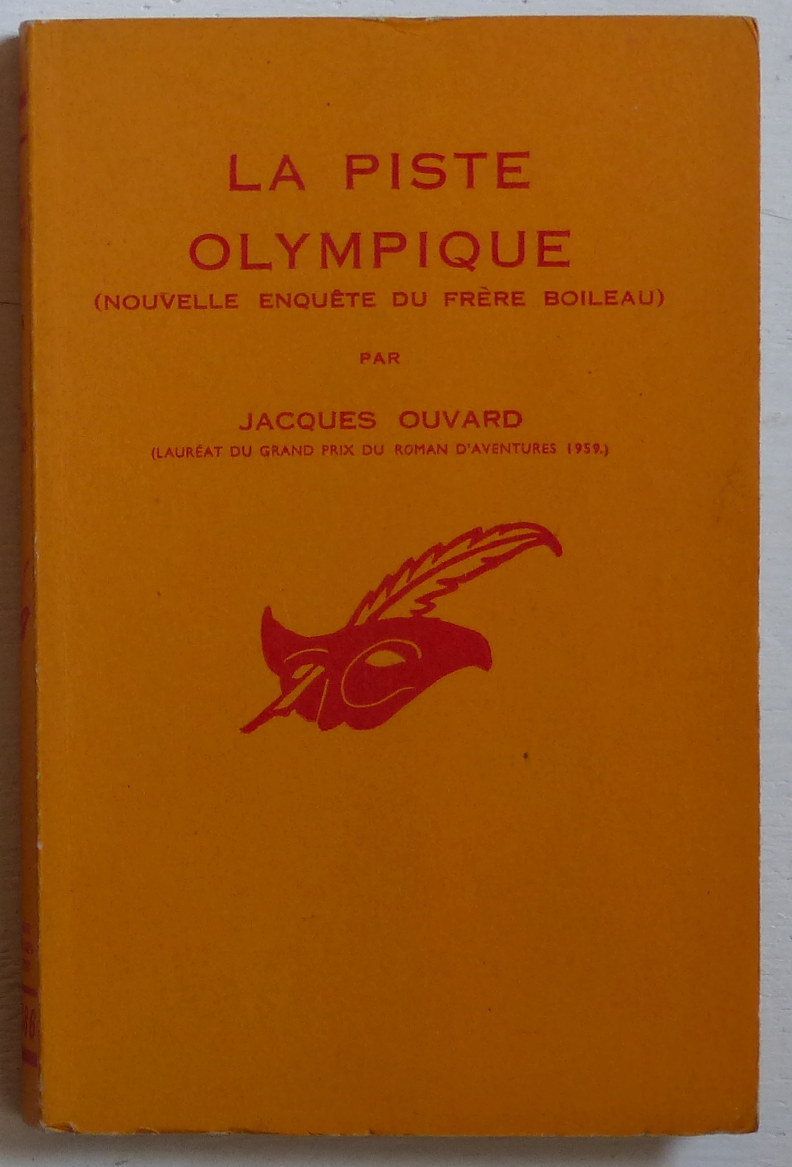 LA PISTE
OLYMPIQUE
(NOUVELLE ENQUÊTE DU FRÈRE BOILEAU)
PAR
JACQUES OUVARD
(LAURÉAT DU GRAND PRIX DU ROMAN D'AVENTURES 1959.)